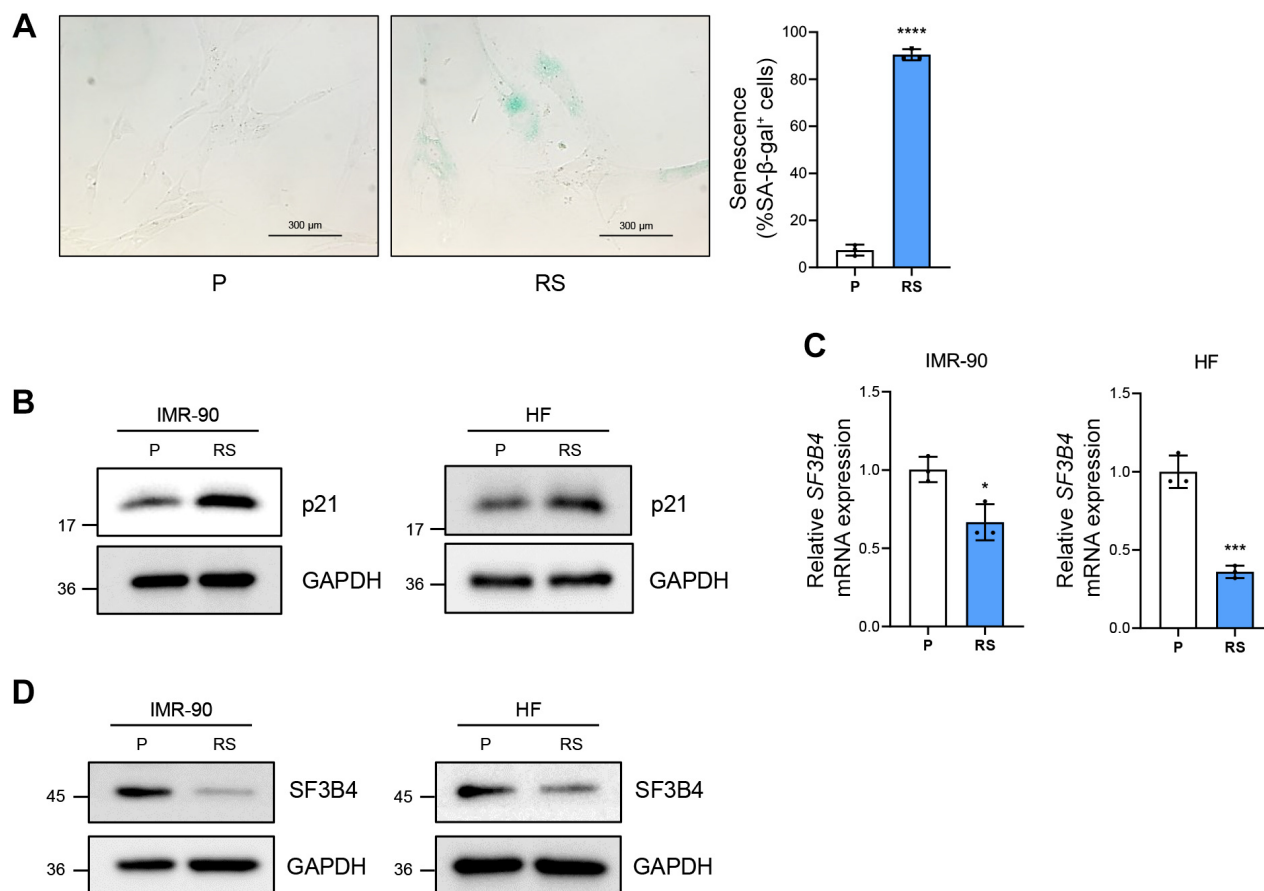 A
300 µm
P
300 µm
RS
Senescence
(%SA-β-gal⁺ cells)
100
80
60
40
20
0
****
P
RS
B
IMR-90
P
RS
17
p21
36
GAPDH
HF
P
RS
17
p21
36
GAPDH
C
IMR-90
Relative SF3B4
mRNA expression
1.5
1.0
0.5
0.0
*
P
RS
HF
Relative SF3B4
mRNA expression
1.5
1.0
0.5
0.0
***
P
RS
D
IMR-90
P
RS
45
SF3B4
36
GAPDH
HF
P
RS
45
SF3B4
36
GAPDH